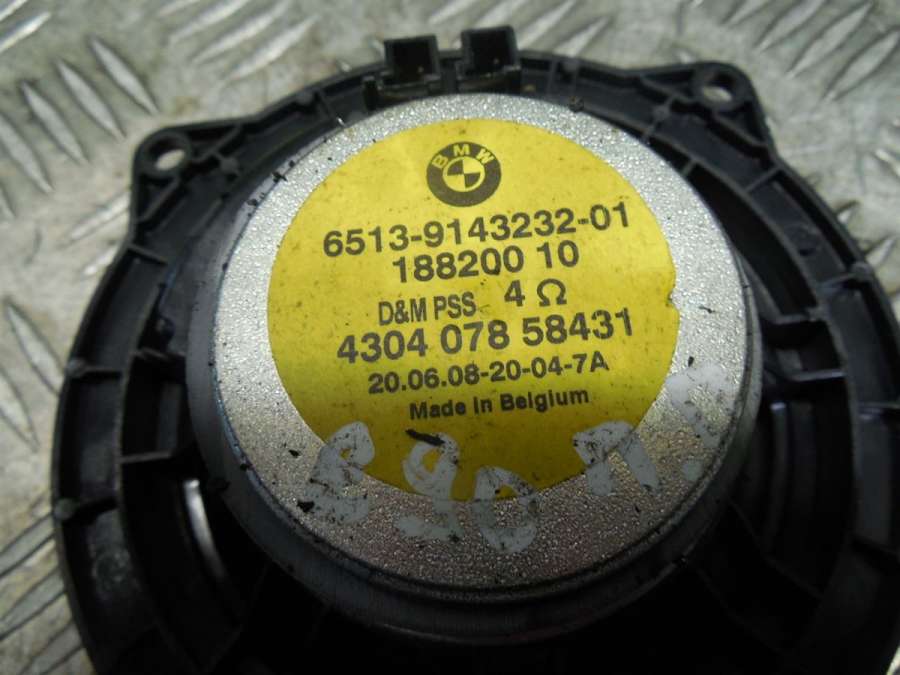 BMW
6513-9143232-01
188200 10
D&M PSS 4 Ω
4304 078 58431
20.06.08-20-04-7A
Made in Belgium